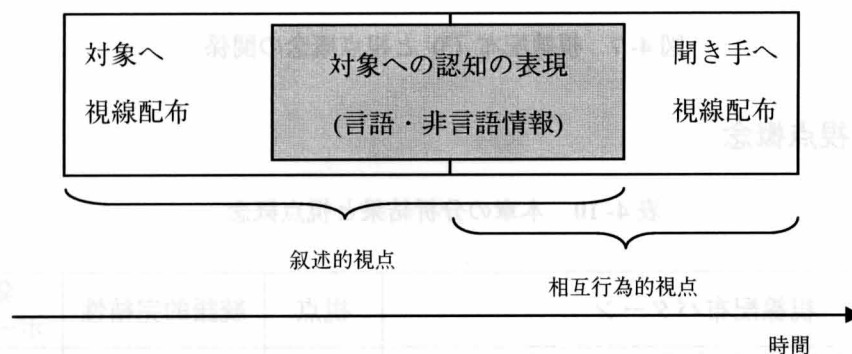 対象へ
視線配布
対象への認知の表現
(言語・非言語情報)
聞き手へ
視線配布
叙述的視点
相互行為的視点
時間